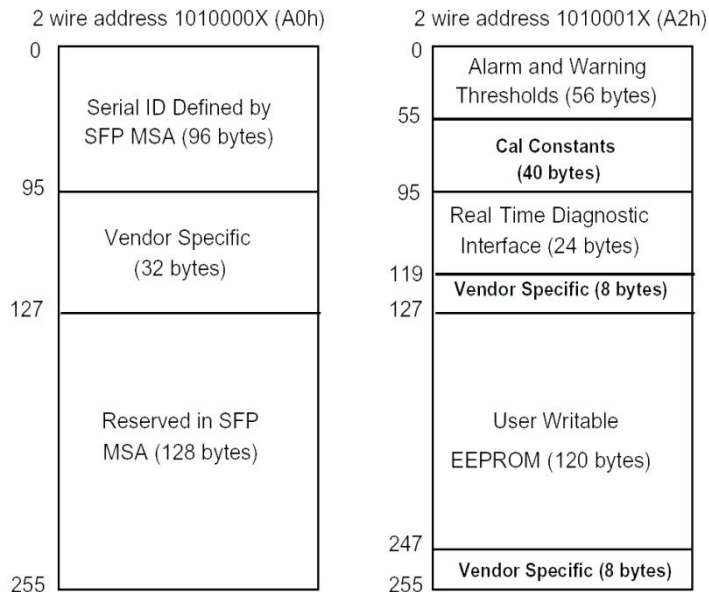 2 wire address 1010000X (A0h)
0
Serial ID Defined by
SFP MSA (96 bytes)
95
Vendor Specific
(32 bytes)
127
Reserved in SFP
MSA (128 bytes)
255
2 wire address 1010001X (A2h)
0
Alarm and Warning
Thresholds (56 bytes)
55
Cal Constants
(40 bytes)
95
Real Time Diagnostic
Interface (24 bytes)
119
Vendor Specific (8 bytes)
127
User Writable
EEPROM (120 bytes)
247
Vendor Specific (8 bytes)
255